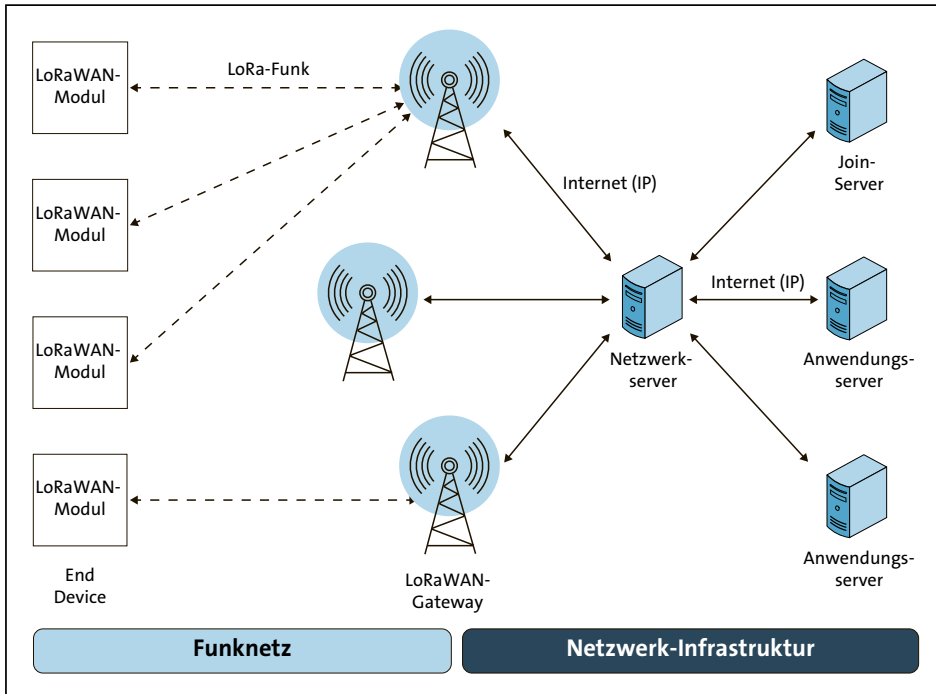 LoRaWAN-
Modul
LoRa-Funk
LoRaWAN-
Modul
LoRaWAN-
Modul
LoRaWAN-
Modul
End
Device
LoRaWAN-
Gateway
Internet (IP)
Netzwerk-
server
Internet (IP)
Join-
Server
Anwendungs-
server
Anwendungs-
server
Funknetz
Netzwerk-Infrastruktur